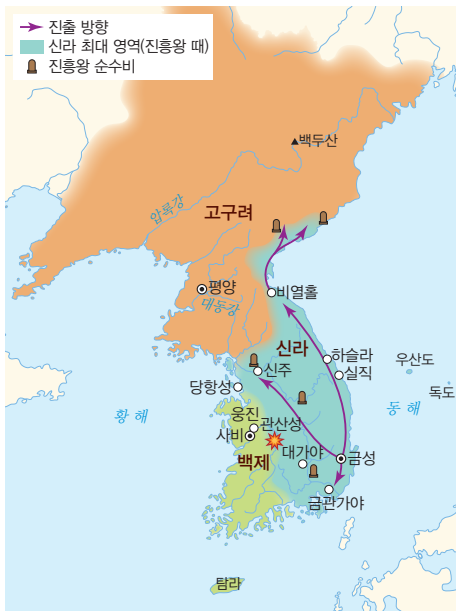 진출 방향
신라 최대 영역(진흥왕 때)
진흥왕 순수비
백두산
압록강
고구려
평양
대동강
비열홀
신라
하슬라
실직
우산도
독도
신주
당항성
황 해
동 해
웅진
관산성
사비
백제
대가야
금성
금관가야
탐라